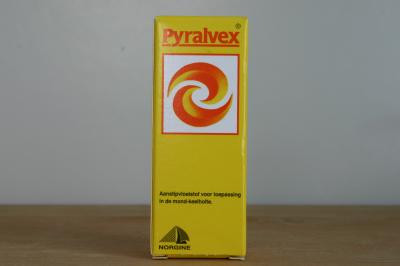 Pyralvex®
Aanstipvloeistof voor toepassing
in de mond-keelholte.
NORGINE